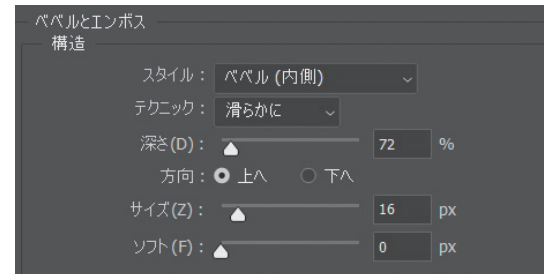 ベベルとエンボス
構造
スタイル： ベベル (内側)
テクニック： 滑らかに
深さ(D)： 72 %
方向： 上へ 下へ
サイズ(Z)： 16 px
ソフト(F)： 0 px